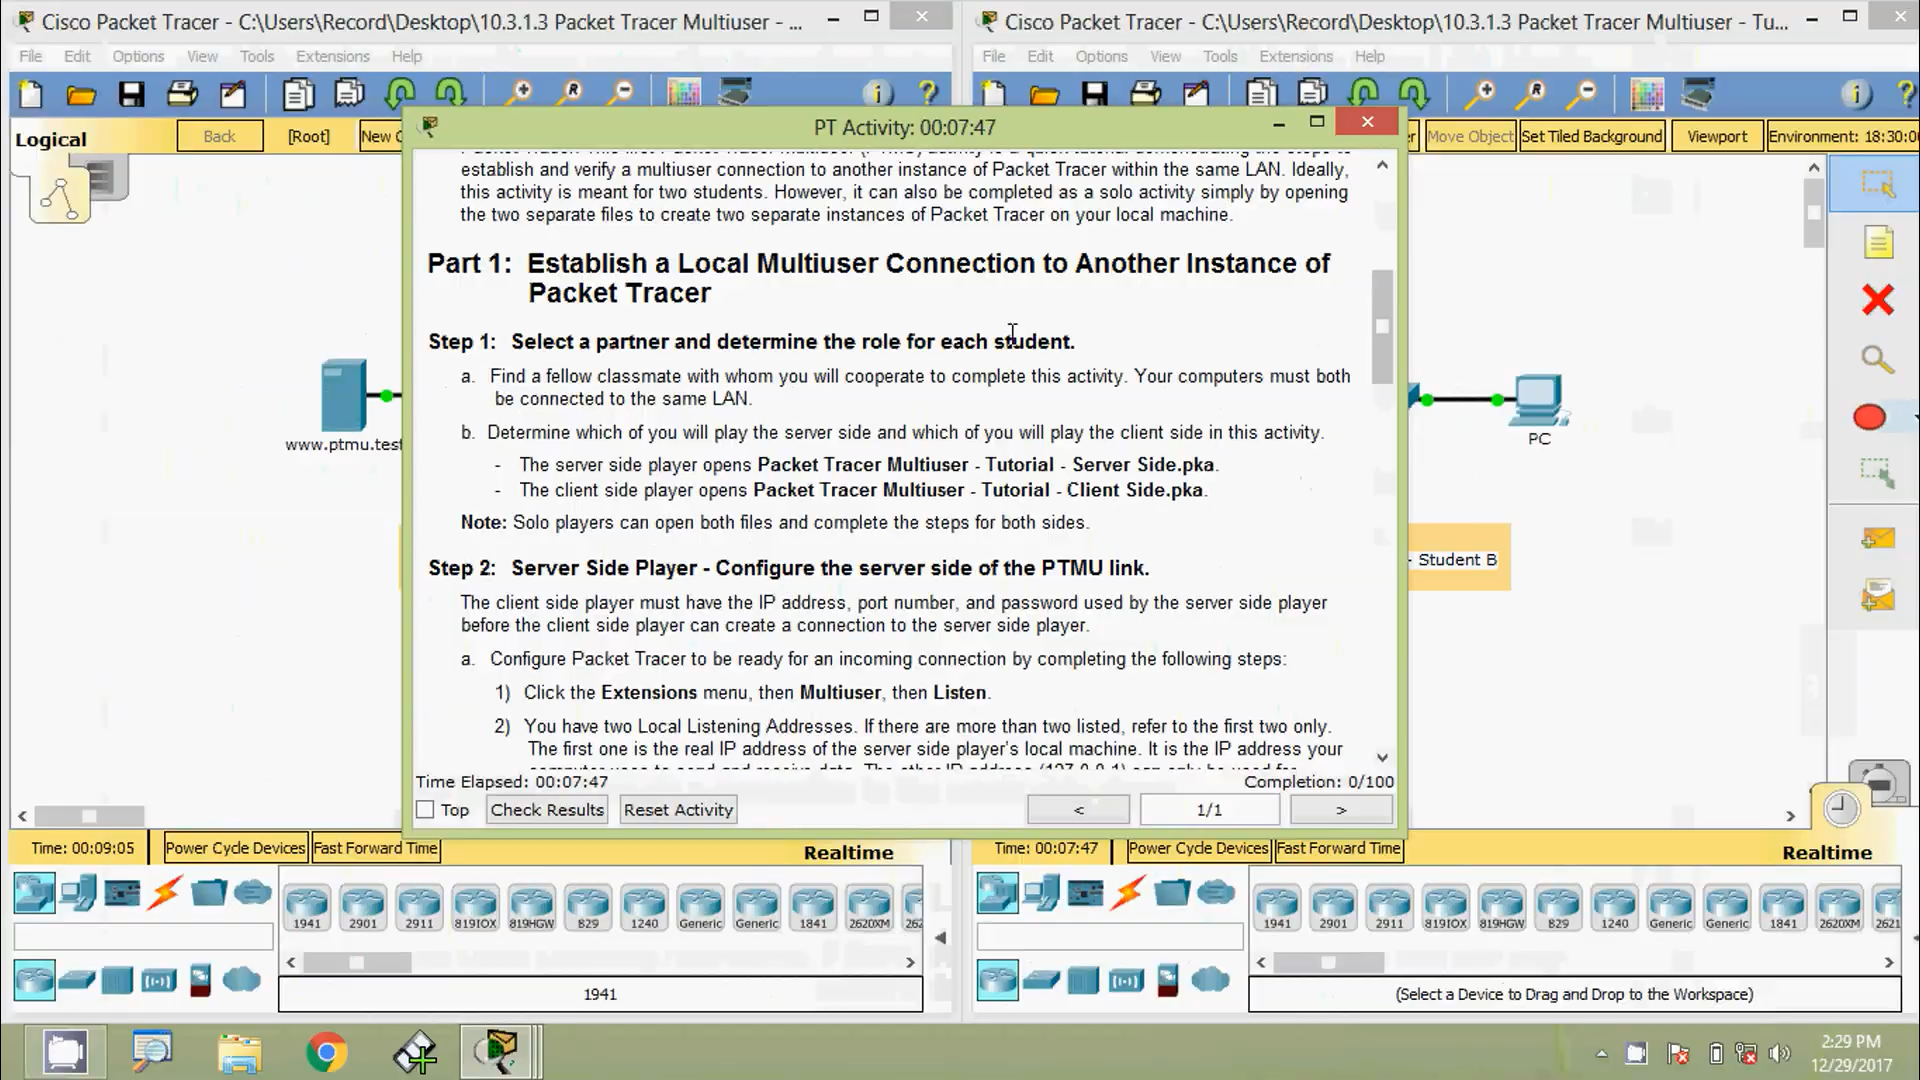 Cisco Packet Tracer - C:\Users\Record\Desktop\10.3.1.3 Packet Tracer Multiuser - ...
File Edit Options View Tools Extensions Help
Logical Back [Root] New C
Cisco Packet Tracer - C:\Users\Record\Desktop\10.3.1.3 Packet Tracer Multiuser - Tu...
File Edit Options View Tools Extensions Help
Move Object Set Tiled Background Viewport Environment: 18:30:00
PT Activity: 00:07:47
establish and verify a multiuser connection to another instance of Packet Tracer within the same LAN. Ideally,
this activity is meant for two students. However, it can also be completed as a solo activity simply by opening
the two separate files to create two separate instances of Packet Tracer on your local machine.
Part 1: Establish a Local Multiuser Connection to Another Instance of
Packet Tracer
Step 1: Select a partner and determine the role for each student.
a. Find a fellow classmate with whom you will cooperate to complete this activity. Your computers must both
be connected to the same LAN.
b. Determine which of you will play the server side and which of you will play the client side in this activity.
- The server side player opens Packet Tracer Multiuser - Tutorial - Server Side.pka.
- The client side player opens Packet Tracer Multiuser - Tutorial - Client Side.pka.
Note: Solo players can open both files and complete the steps for both sides.
Step 2: Server Side Player - Configure the server side of the PTMU link.
The client side player must have the IP address, port number, and password used by the server side player
before the client side player can create a connection to the server side player.
a. Configure Packet Tracer to be ready for an incoming connection by completing the following steps:
1) Click the Extensions menu, then Multiuser, then Listen.
2) You have two Local Listening Addresses. If there are more than two listed, refer to the first two only.
The first one is the real IP address of the server side player's local machine. It is the IP address your
Time Elapsed: 00:07:47 Completion: 0/100
Top Check Results Reset Activity < 1/1 >
www.ptmu.test
PC
- Student B
Time: 00:09:05 Power Cycle Devices Fast Forward Time Realtime
1941 2901 2911 819IOX 819HGW 829 1240 Generic Generic 1841 2620XM 262
1941
Time: 00:07:47 Power Cycle Devices Fast Forward Time Realtime
1941 2901 2911 819IOX 819HGW 829 1240 Generic Generic 1841 2620XM 2621
(Select a Device to Drag and Drop to the Workspace)
2:29 PM
12/29/2017